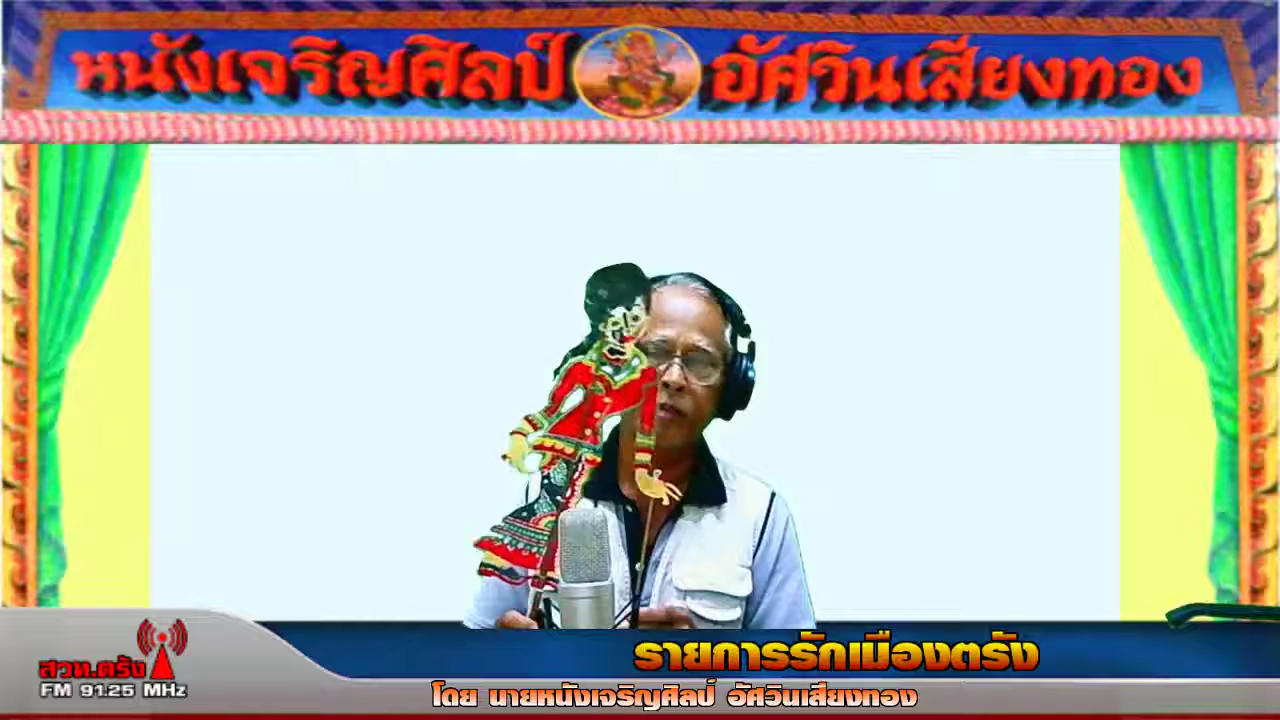 หนังเจริญศิลป์ อัศวินเสียงทอง
รายการรักเมืองตรัง
สวท.ตรัง
FM 91.25 MHz
โดย นายหนังเจริญศิลป์ อัศวินเสียงทอง